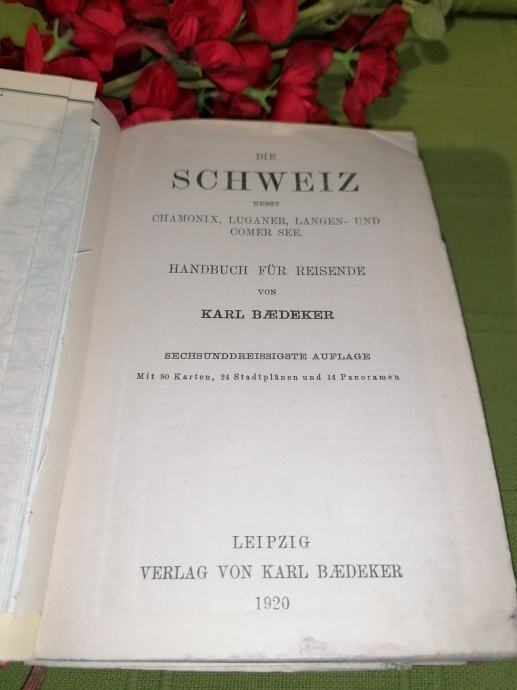 DIE
SCHWEIZ
NEBST
CHAMONIX, LUGANER, LANGEN- UND
COMER SEE.
HANDBUCH FÜR REISENDE
VON
KARL BÆDEKER
SECHSUNDDREISSIGSTE AUFLAGE
Mit 80 Karten, 24 Stadtplänen und 14 Panoramen
LEIPZIG
VERLAG VON KARL BÆDEKER
1920